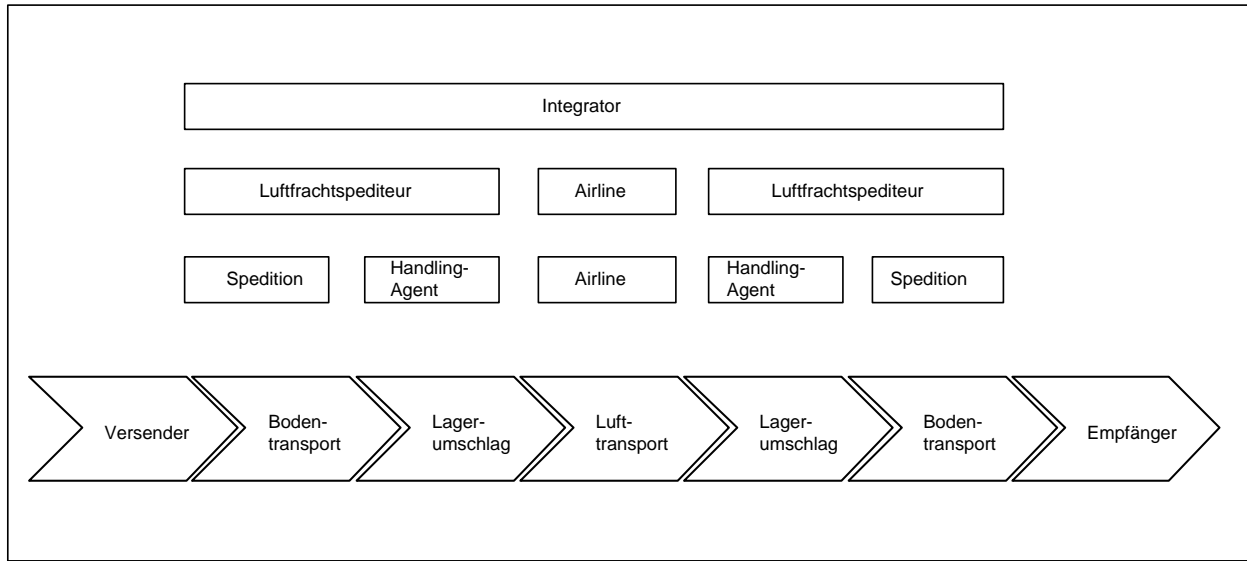 Integrator
Luftfrachtspediteur
Airline
Luftfrachtspediteur
Spedition
Handling-
Agent
Airline
Handling-
Agent
Spedition
Versender
Boden-
transport
Lager-
umschlag
Luft-
transport
Lager-
umschlag
Boden-
transport
Empfänger